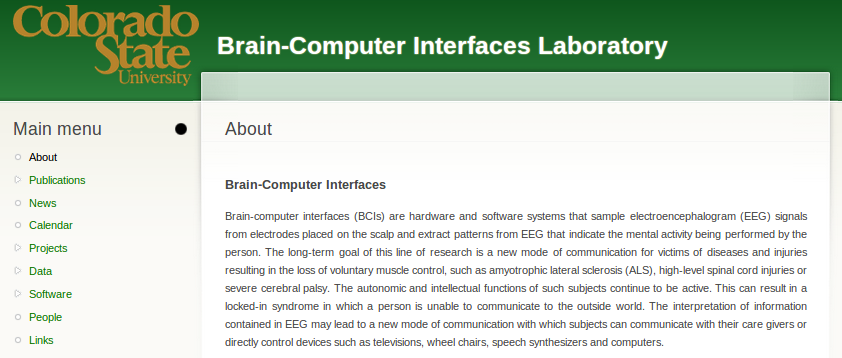 Colorado
State
University
Brain-Computer Interfaces Laboratory
Main menu
About
Publications
News
Calendar
Projects
Data
Software
People
Links
About
Brain-Computer Interfaces
Brain-computer interfaces (BCIs) are hardware and software systems that sample electroencephalogram (EEG) signals
from electrodes placed on the scalp and extract patterns from EEG that indicate the mental activity being performed by the
person. The long-term goal of this line of research is a new mode of communication for victims of diseases and injuries
resulting in the loss of voluntary muscle control, such as amyotrophic lateral sclerosis (ALS), high-level spinal cord injuries or
severe cerebral palsy. The autonomic and intellectual functions of such subjects continue to be active. This can result in a
locked-in syndrome in which a person is unable to communicate to the outside world. The interpretation of information
contained in EEG may lead to a new mode of communication with which subjects can communicate with their care givers or
directly control devices such as televisions, wheel chairs, speech synthesizers and computers.